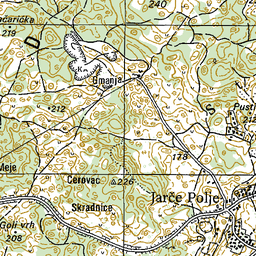 240
219
D
K
Gmanje
212
Pusti
C
178
Meje
Cerovac
226
Jarče Polje
Skradnice
Goli vrh
208